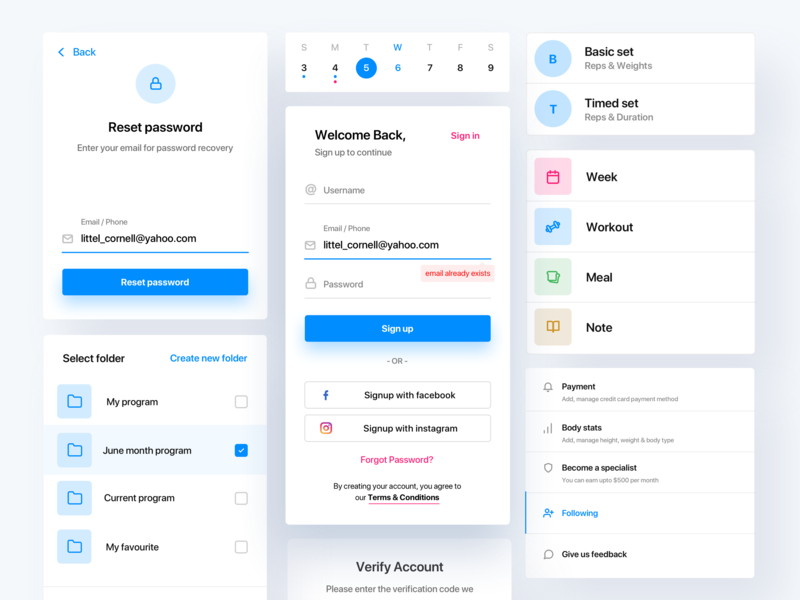 Back
Reset password
Enter your email for password recovery
Email / Phone
littel_cornell@yahoo.com
Reset password
Select folder
Create new folder
My program
June month program
Current program
My favourite
S M T W T F S
3 4 5 6 7 8 9
Welcome Back,
Sign in
Sign up to continue
@ Username
Email / Phone
littel_cornell@yahoo.com
email already exists
Password
Sign up
- OR -
f Signup with facebook
Signup with instagram
Forgot Password?
By creating your account, you agree to
our Terms & Conditions
Verify Account
Please enter the verification code we
B Basic set
Reps & Weights
T Timed set
Reps & Duration
Week
Workout
Meal
Note
Payment
Add, manage credit card payment method
Body stats
Add, manage height, weight & body type
Become a specialist
You can earn upto $500 per month
Following
Give us feedback